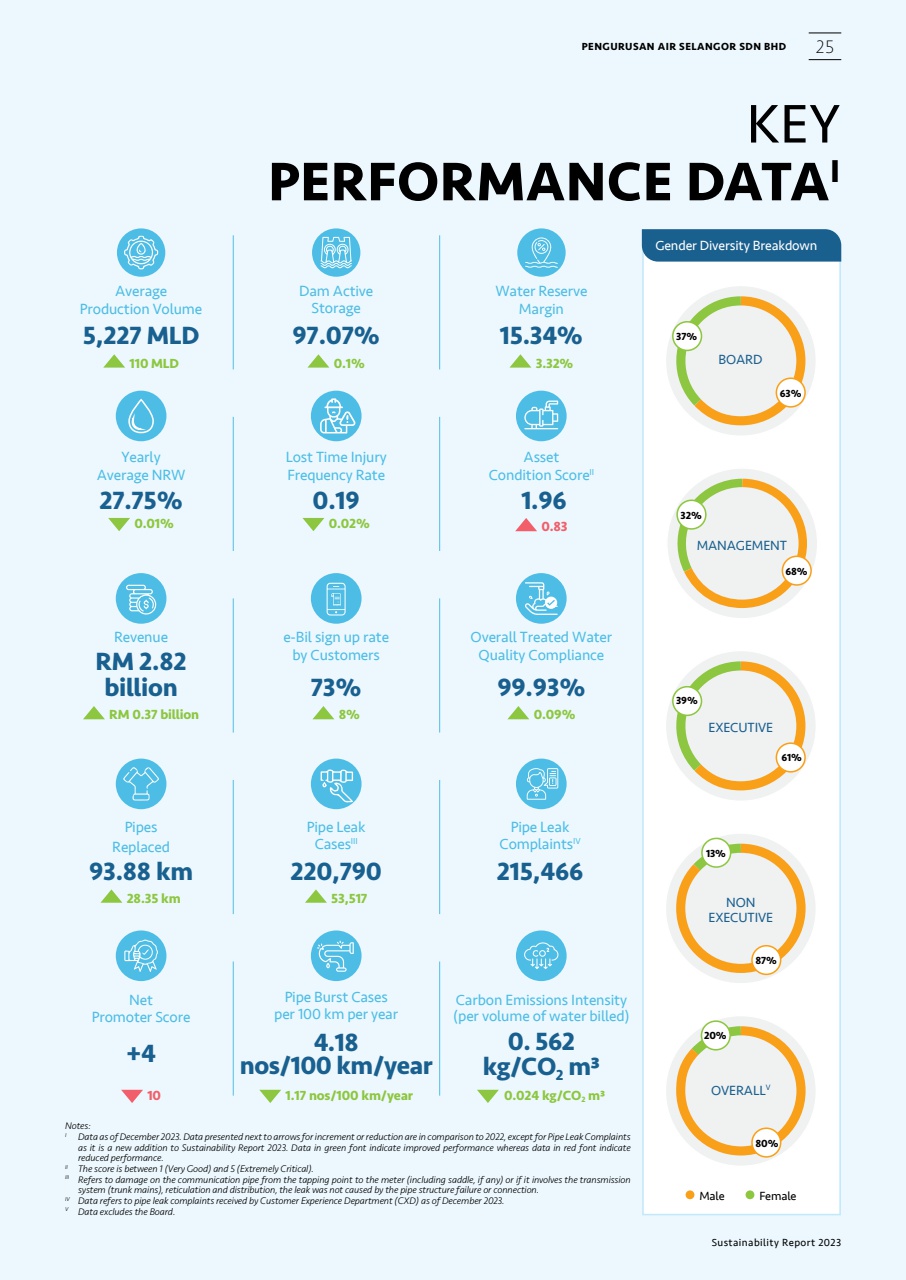 PENGURUSAN AIR SELANGOR SDN BHD
25
KEY
PERFORMANCE DATAᴵ
Average
Production Volume
5,227 MLD
110 MLD
Dam Active
Storage
97.07%
0.1%
Water Reserve
Margin
15.34%
3.32%
Yearly
Average NRW
27.75%
0.01%
Lost Time Injury
Frequency Rate
0.19
0.02%
Asset
Condition Scoreᴵᴵ
1.96
0.83
Revenue
RM 2.82
billion
RM 0.37 billion
e-Bil sign up rate
by Customers
73%
8%
Overall Treated Water
Quality Compliance
99.93%
0.09%
Pipes
Replaced
93.88 km
28.35 km
Pipe Leak
Casesᴵᴵᴵ
220,790
53,517
Pipe Leak
Complaintsᴵⱽ
215,466
Net
Promoter Score
+4
10
Pipe Burst Cases
per 100 km per year
4.18
nos/100 km/year
1.17 nos/100 km/year
CO²
Carbon Emissions Intensity
(per volume of water billed)
0. 562
kg/CO₂ m³
0.024 kg/CO₂ m³
Gender Diversity Breakdown
37%
BOARD
63%
32%
MANAGEMENT
68%
39%
EXECUTIVE
61%
13%
NON
EXECUTIVE
87%
20%
OVERALLⱽ
80%
Male
Female
Notes:
I Data as of December 2023. Data presented next to arrows for increment or reduction are in comparison to 2022, except for Pipe Leak Complaints
as it is a new addition to Sustainability Report 2023. Data in green font indicate improved performance whereas data in red font indicate
reduced performance.
II The score is between 1 (Very Good) and 5 (Extremely Critical).
III Refers to damage on the communication pipe from the tapping point to the meter (including saddle, if any) or if it involves the transmission
system (trunk mains), reticulation and distribution, the leak was not caused by the pipe structure failure or connection.
IV Data refers to pipe leak complaints received by Customer Experience Department (CXD) as of December 2023.
V Data excludes the Board.
Sustainability Report 2023